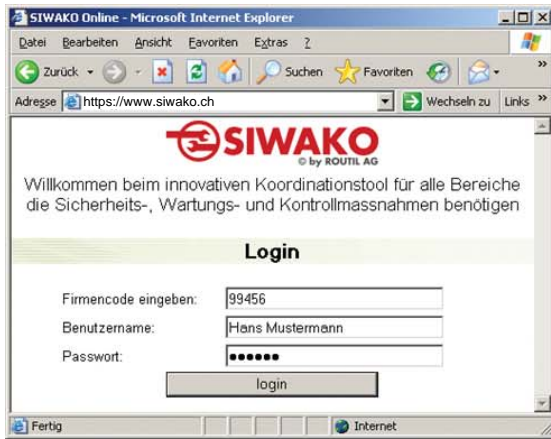 SIWAKO Online - Microsoft Internet Explorer
Datei Bearbeiten Ansicht Favoriten Extras ?
Zurück Suchen Favoriten »
Adresse https://www.siwako.ch Wechseln zu Links »
SIWAKO
© by ROUTIL AG
Willkommen beim innovativen Koordinationstool für alle Bereiche
die Sicherheits-, Wartungs- und Kontrollmassnahmen benötigen
Login
Firmencode eingeben: 99456
Benutzername: Hans Mustermann
Passwort: ●●●●●●
login
Fertig Internet